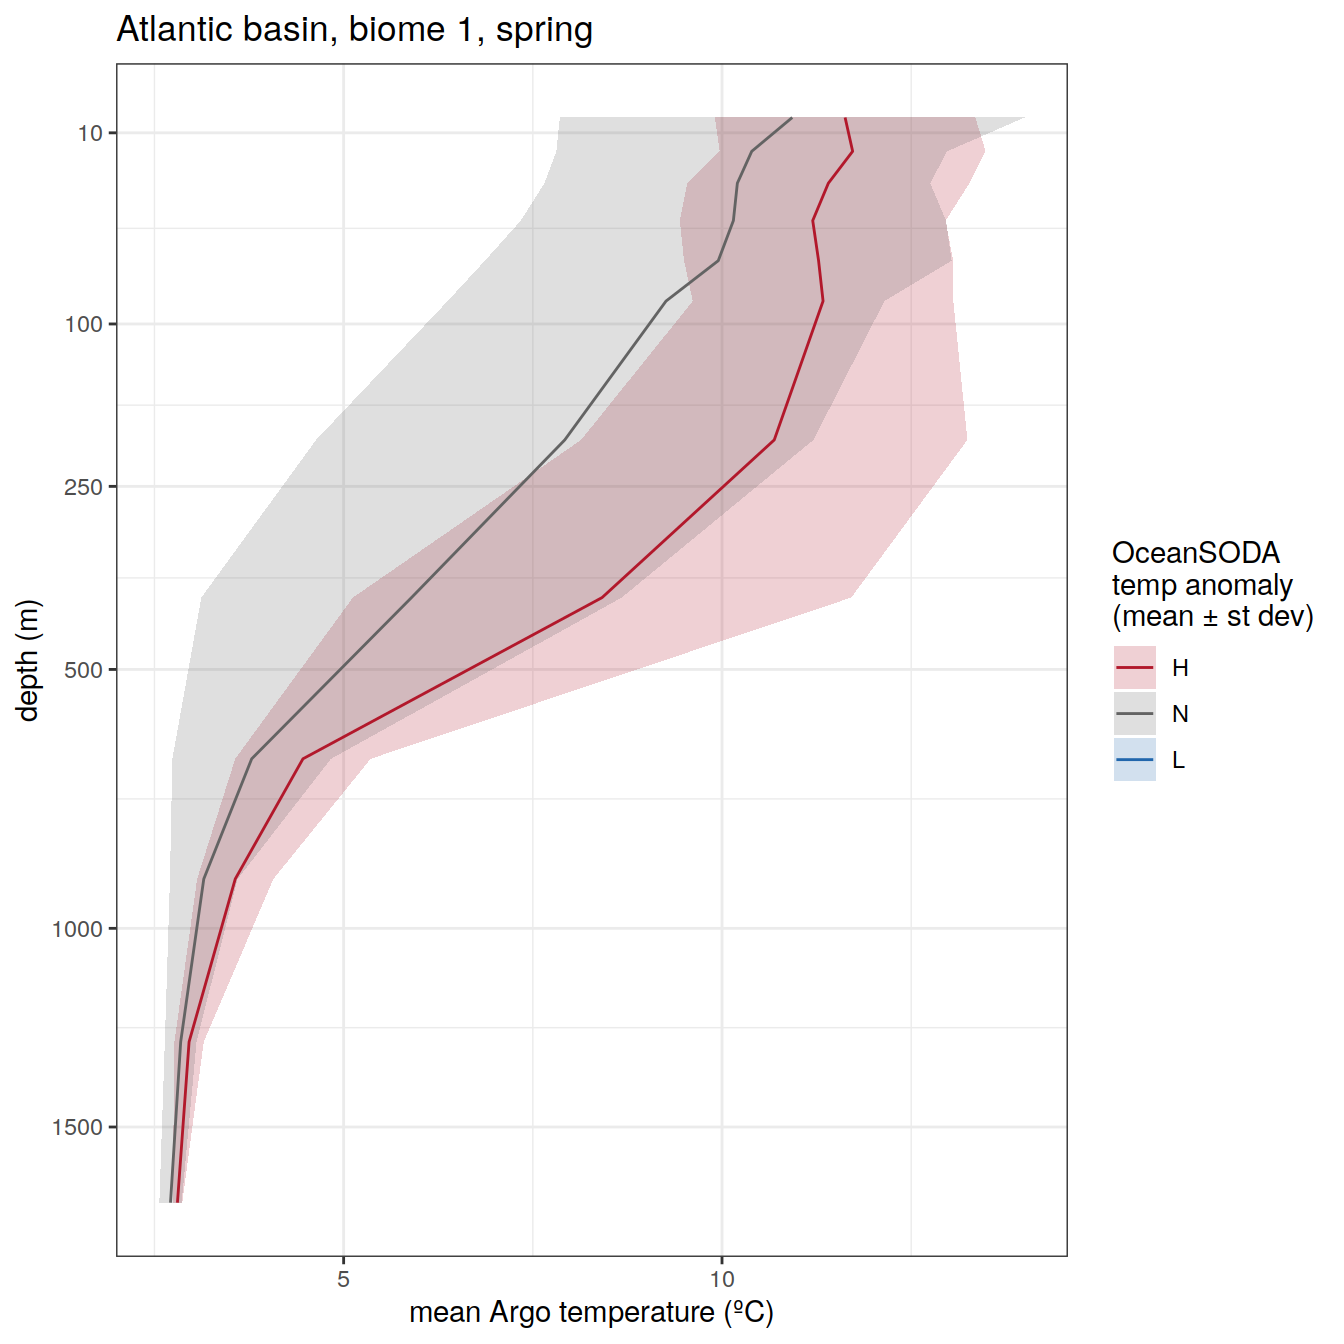 Atlantic basin, biome 1, spring
10
100
250
500
1000
1500
depth (m)
5
10
mean Argo temperature (ºC)
OceanSODA
temp anomaly
(mean ± st dev)
H
N
L